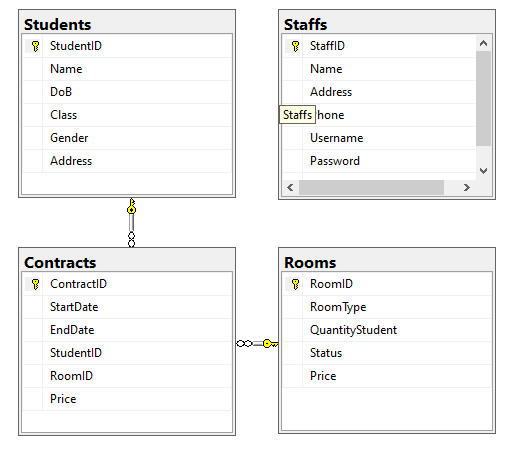 Students
StudentID
Name
DoB
Class
Gender
Address
Staffs
StaffID
Name
Address
Staffs hone
Username
Password
Contracts
ContractID
StartDate
EndDate
StudentID
RoomID
Price
Rooms
RoomID
RoomType
QuantityStudent
Status
Price